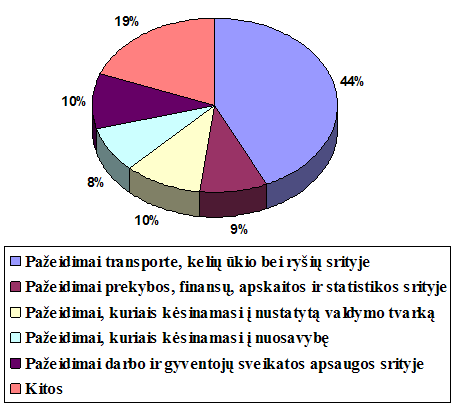 19%
44%
10%
8%
10%
9%
Pažeidimai transporte, kelių ūkio bei ryšių srityje
Pažeidimai prekybos, finansų, apskaitos ir statistikos srityje
Pažeidimai, kuriais kėsinamasi į nustatytą valdymo tvarką
Pažeidimai, kuriais kėsinamasi į nuosavybę
Pažeidimai darbo ir gyventojų sveikatos apsaugos srityje
Kitos